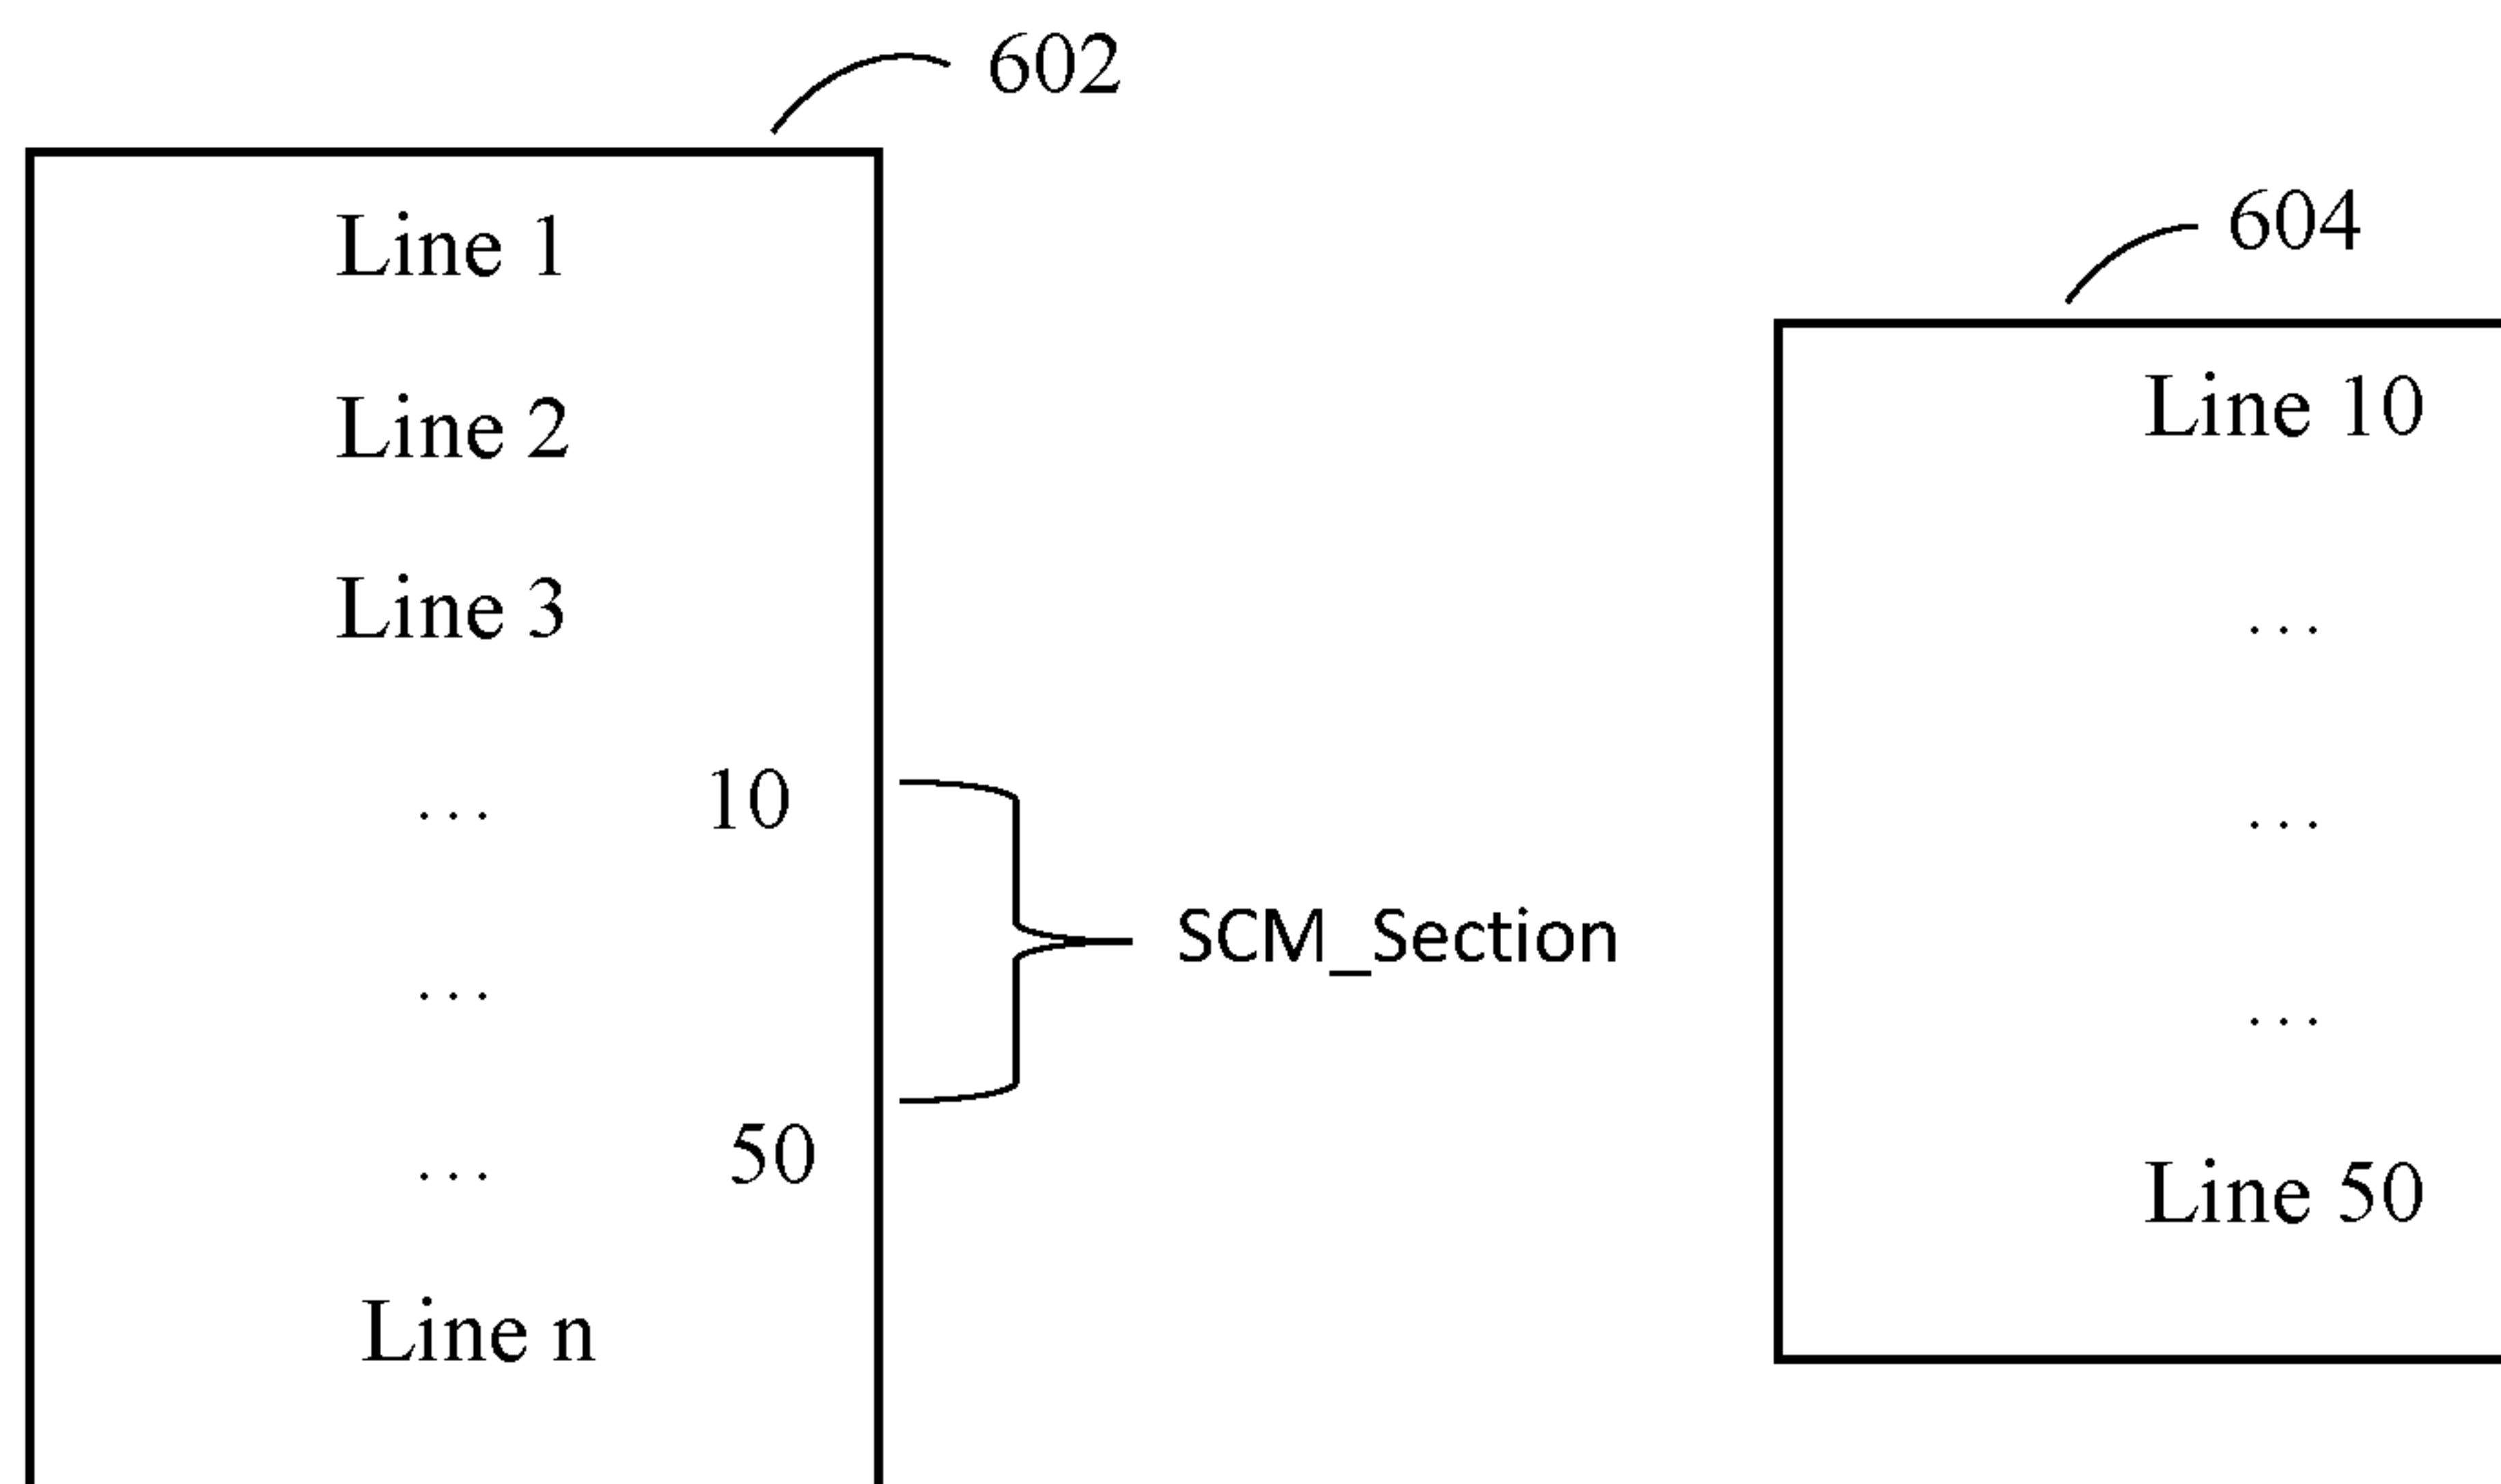 602
Line 1
Line 2
Line 3
... 10
...
... 50
Line n
SCM_Section
604
Line 10
...
...
...
Line 50